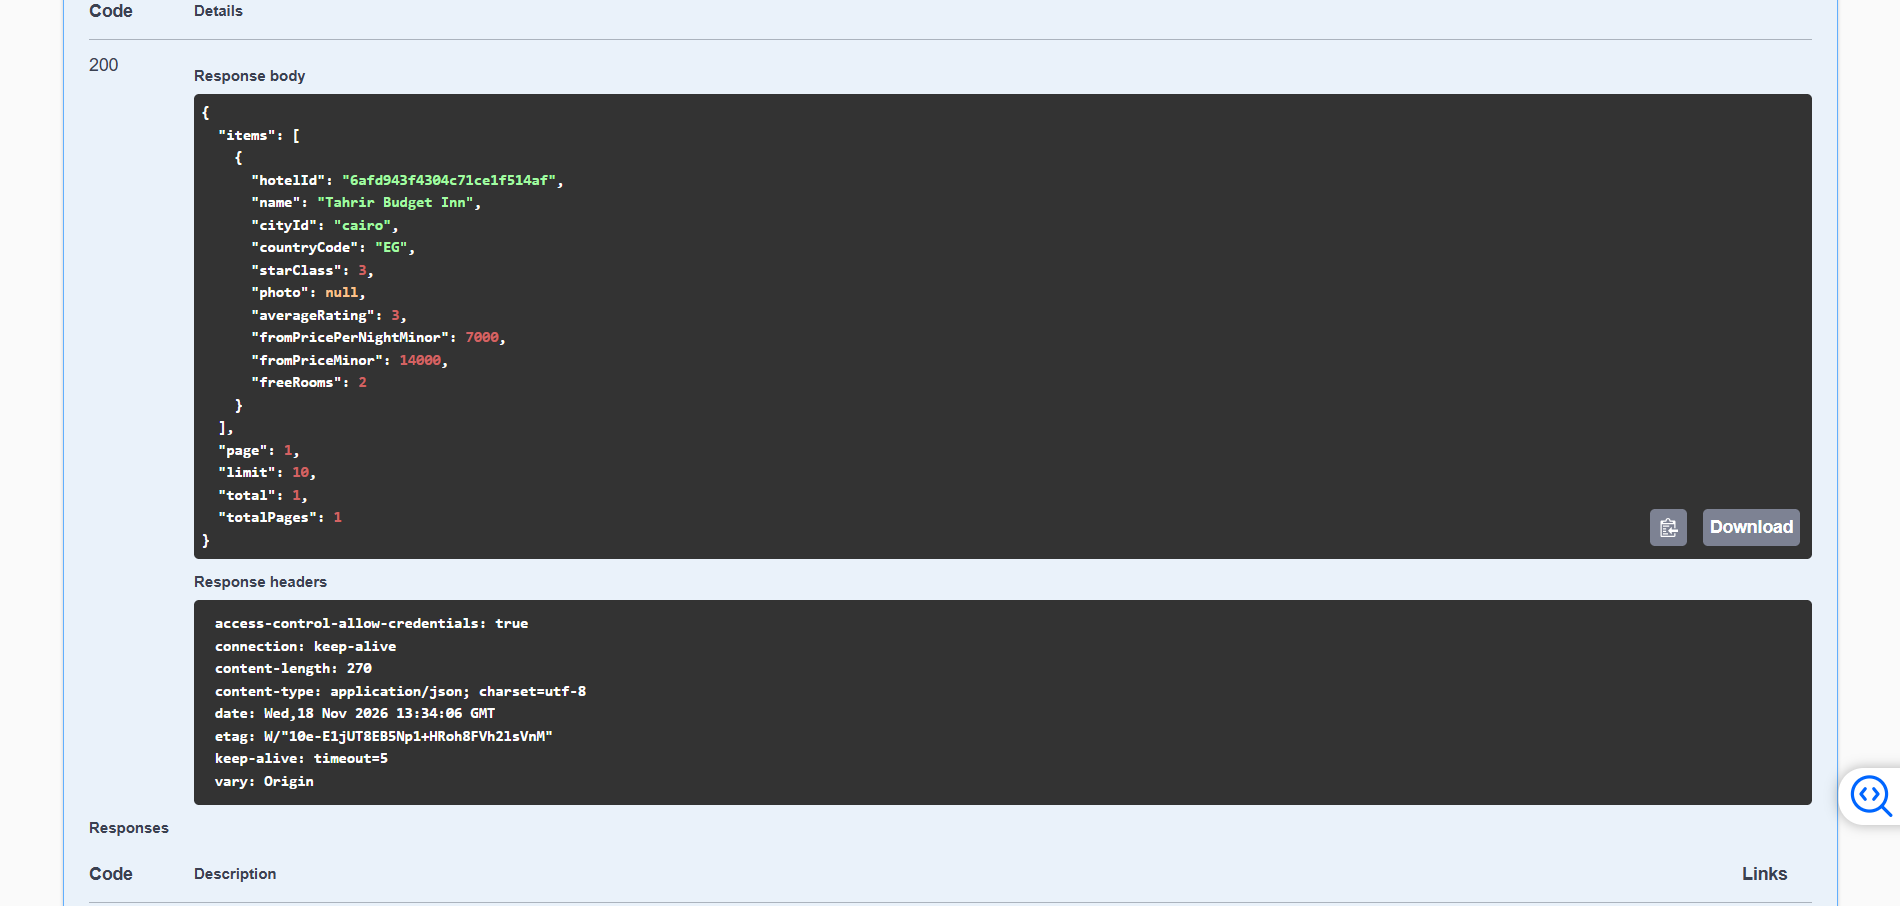 Code Details
200
Response body
{
  "items": [
    {
      "hotelId": "6afd943f4304c71ce1f514af",
      "name": "Tahrir Budget Inn",
      "cityId": "cairo",
      "countryCode": "EG",
      "starClass": 3,
      "photo": null,
      "averageRating": 3,
      "fromPricePerNightMinor": 7000,
      "fromPriceMinor": 14000,
      "freeRooms": 2
    }
  ],
  "page": 1,
  "limit": 10,
  "total": 1,
  "totalPages": 1
}
Download
Response headers
access-control-allow-credentials: true
connection: keep-alive
content-length: 270
content-type: application/json; charset=utf-8
date: Wed,18 Nov 2026 13:34:06 GMT
etag: W/"10e-E1jUT8EB5Np1+HRoh8FVh2lsVnM"
keep-alive: timeout=5
vary: Origin
Responses
Code Description Links